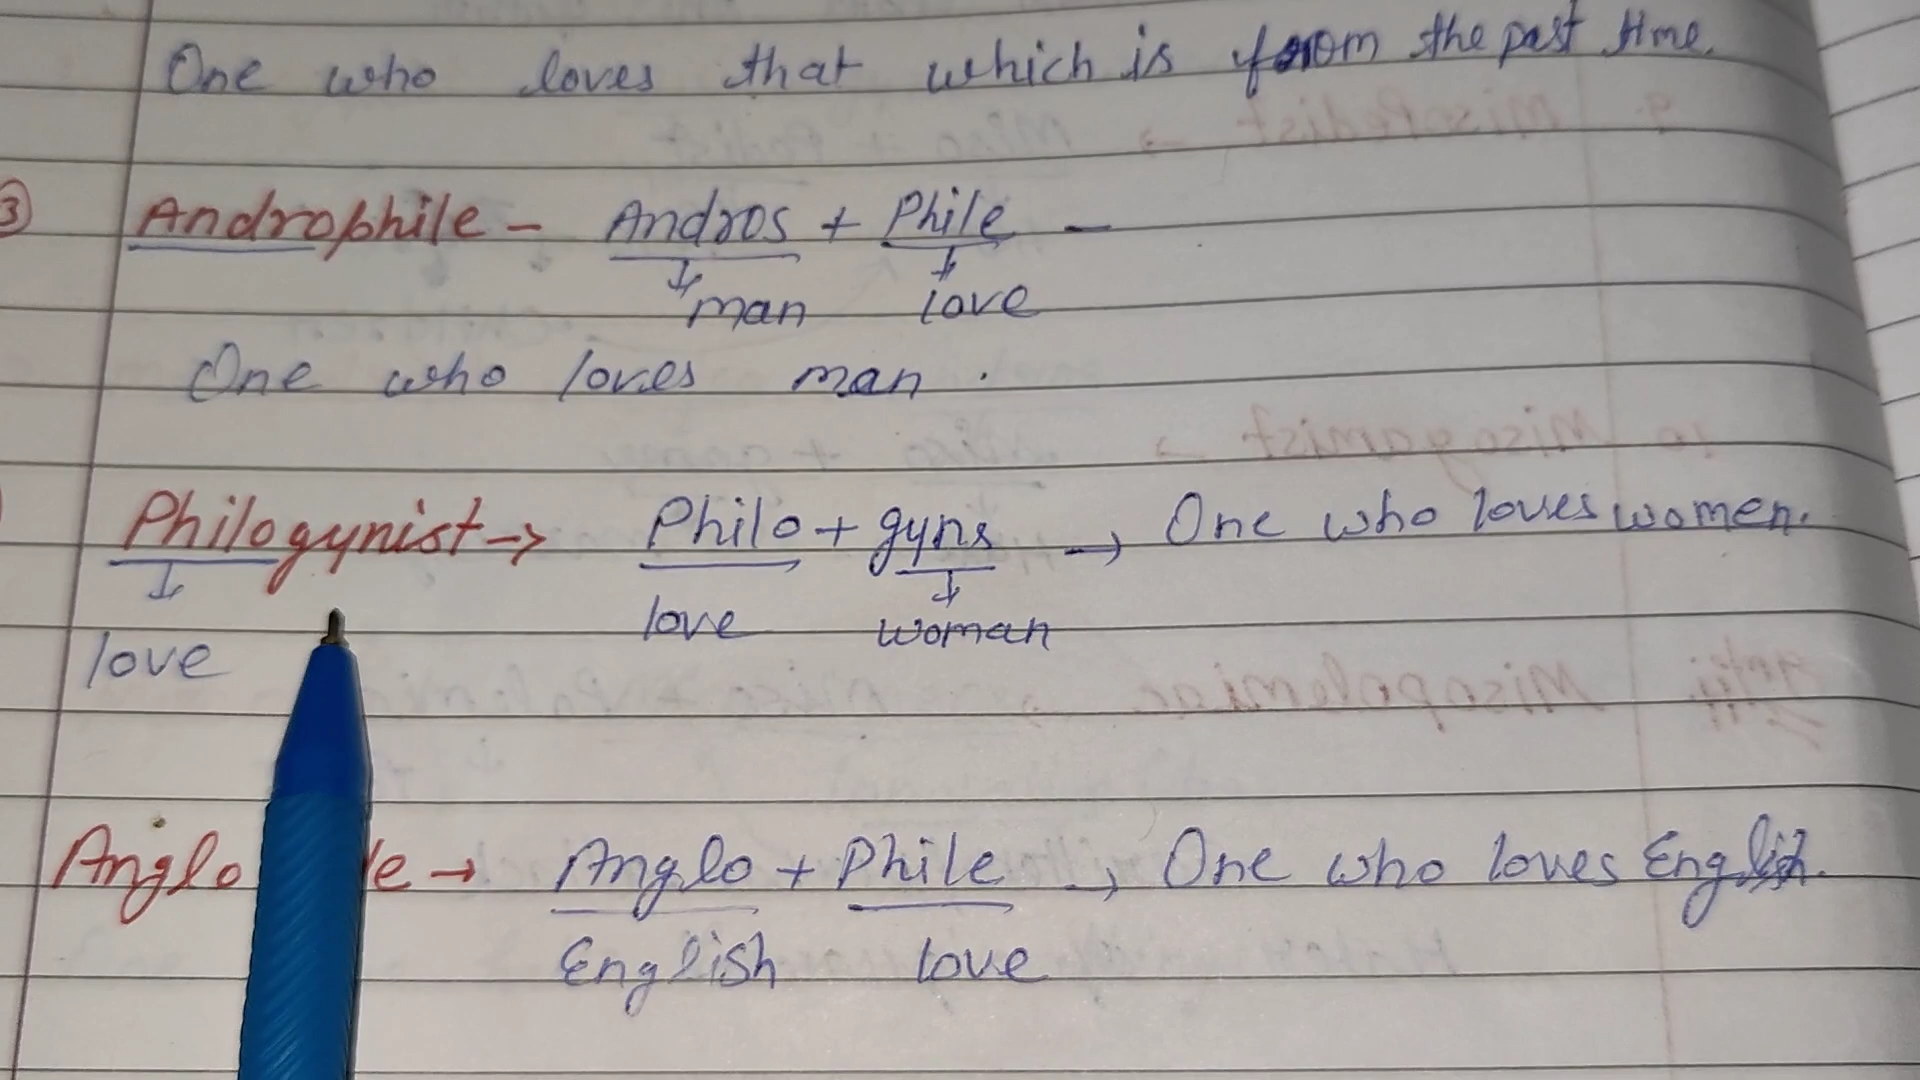 One who loves that which is from the past time.
3 Androphile - Andros + Phile -
man love
One who loves man.
Philogynist → Philo + gyns → One who loves women.
love love woman
Anglo le → Anglo + Phile → One who loves English.
English love